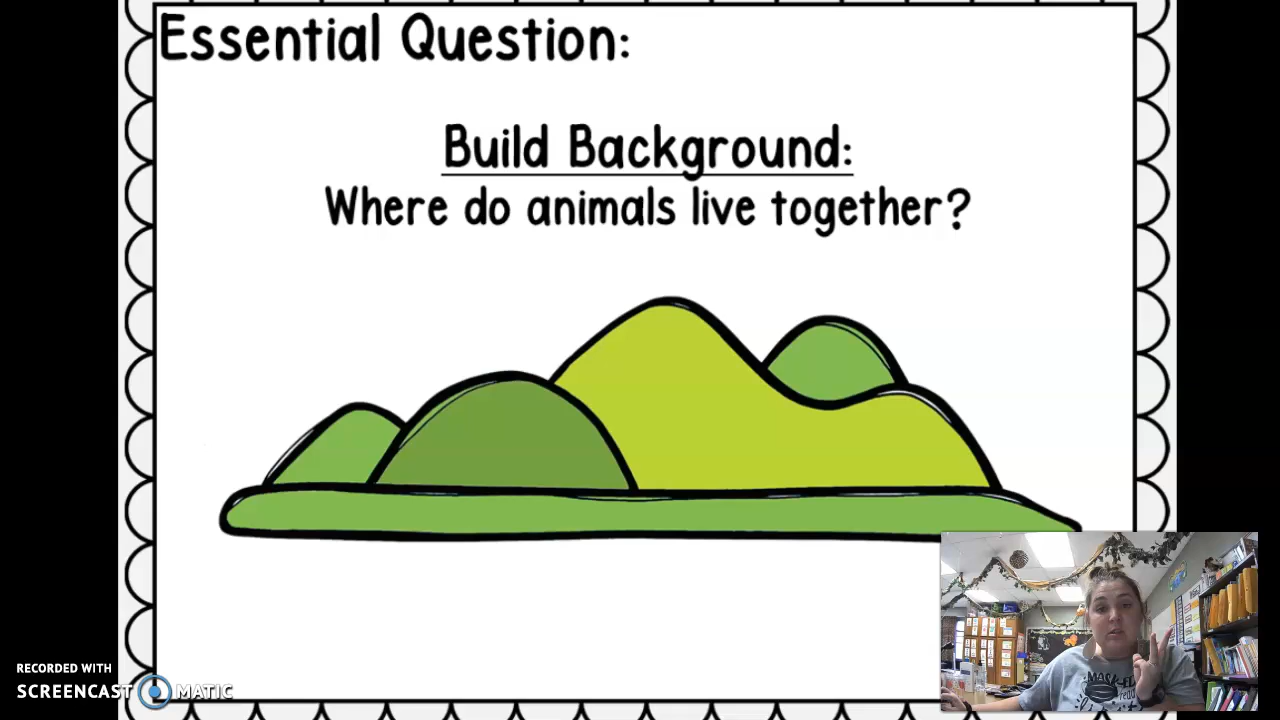 Essential Question:
Build Background:
Where do animals live together?
RECORDED WITH
SCREENCAST MATIC